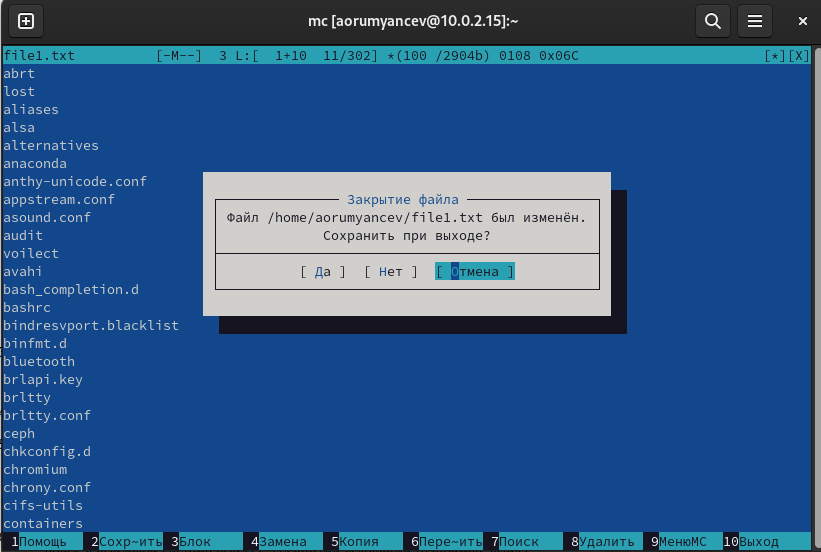 mc [aorumyancev@10.0.2.15]:~
file1.txt [-M--] 3 L:[ 1+10 11/302] *(100 /2904b) 0108 0x06C [*][X]
abrt
lost
aliases
alsa
alternatives
anaconda
anthy-unicode.conf
appstream.conf
asound.conf
audit
voilect
avahi
bash_completion.d
bashrc
bindresvport.blacklist
binfmt.d
bluetooth
brlapi.key
brltty
brltty.conf
ceph
chkconfig.d
chromium
chrony.conf
cifs-utils
containers
Закрытие файла
Файл /home/aorumyancev/file1.txt был изменён.
Сохранить при выходе?
[ Да ] [ Нет ] [ Отмена ]
1Помощь 2Сохр~ить 3Блок 4Замена 5Копия 6Пере~ить 7Поиск 8Удалить 9МенюMC 10Выход